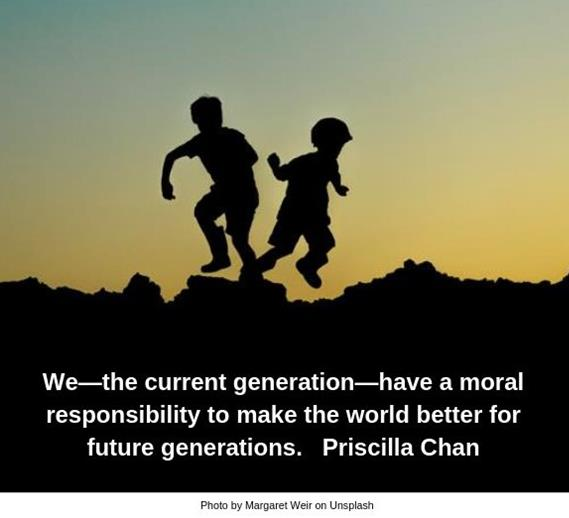 We—the current generation—have a moral
responsibility to make the world better for
future generations.   Priscilla Chan
Photo by Margaret Weir on Unsplash